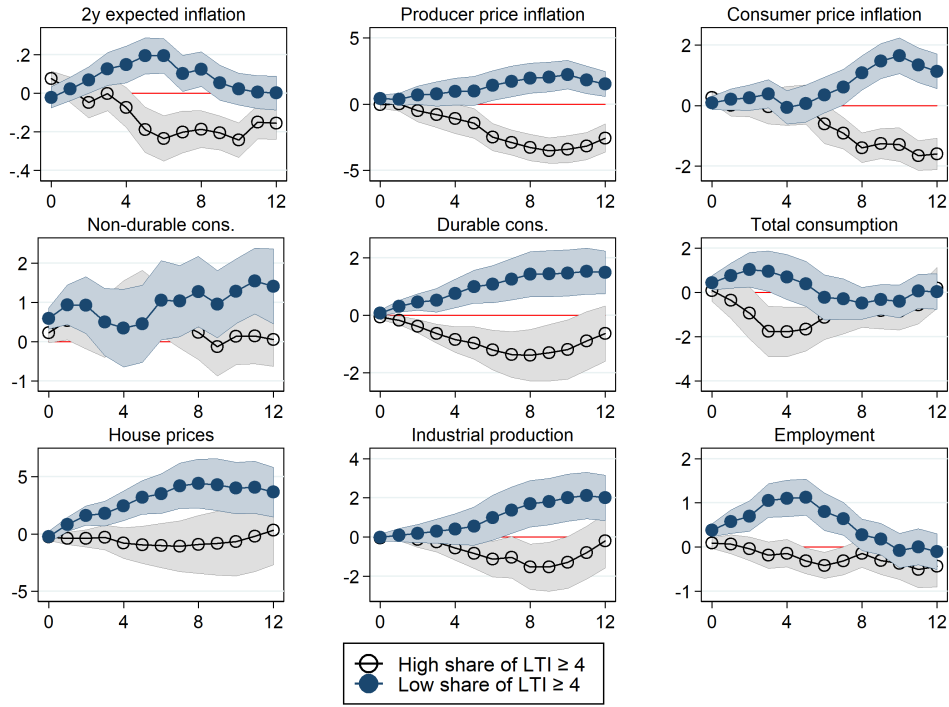 2y expected inflation
Producer price inflation
Consumer price inflation
.2
0
-.2
-.4
0 4 8 12
5
0
-5
0 4 8 12
2
0
-2
0 4 8 12
Non-durable cons.
Durable cons.
Total consumption
2
1
0
-1
0 4 8 12
2
0
-2
0 4 8 12
2
0
-2
-4
0 4 8 12
House prices
Industrial production
Employment
5
0
-5
0 4 8 12
4
2
0
-2
0 4 8 12
2
1
0
-1
0 4 8 12
High share of LTI ≥ 4
Low share of LTI ≥ 4